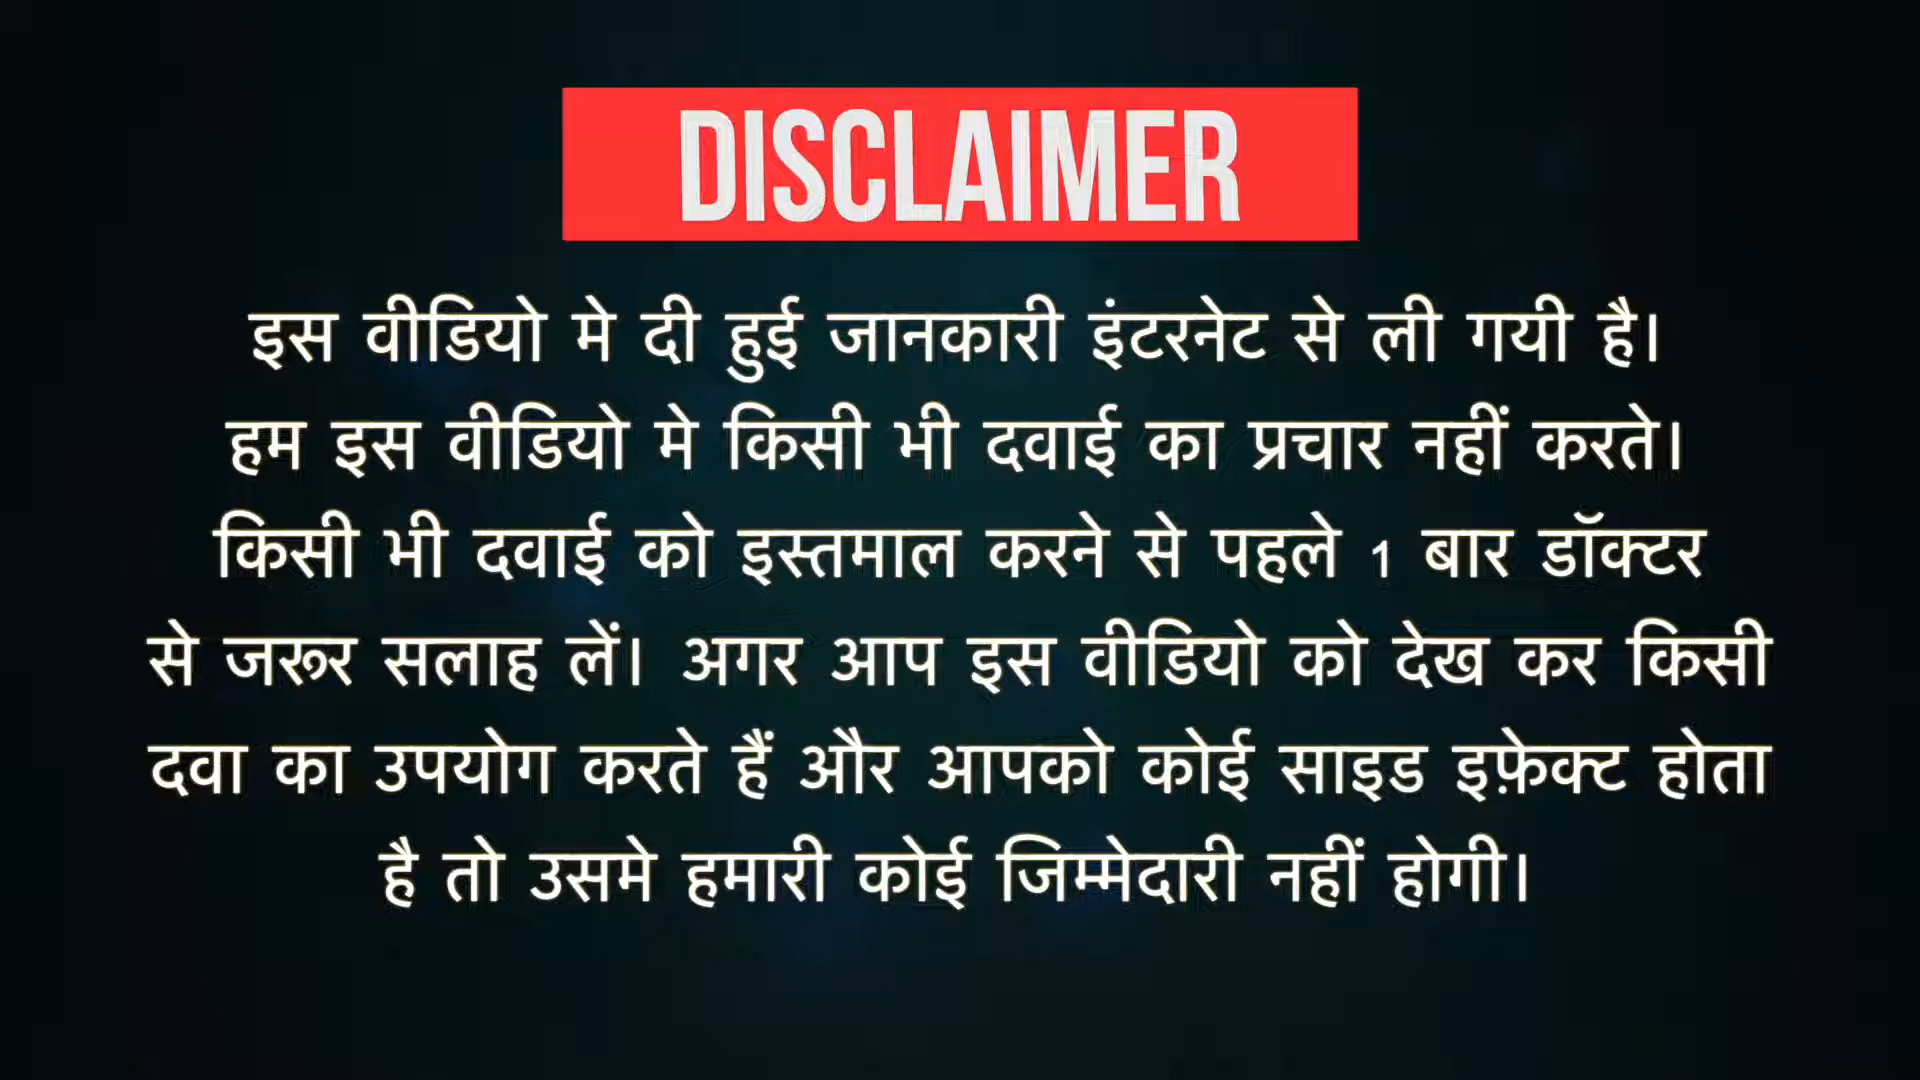 DISCLAIMER
इस वीडियो मे दी हुई जानकारी इंटरनेट से ली गयी है।
हम इस वीडियो मे किसी भी दवाई का प्रचार नहीं करते।
किसी भी दवाई को इस्तमाल करने से पहले 1 बार डॉक्टर
से जरूर सलाह लें। अगर आप इस वीडियो को देख कर किसी
दवा का उपयोग करते हैं और आपको कोई साइड इफ़ेक्ट होता
है तो उसमे हमारी कोई जिम्मेदारी नहीं होगी।